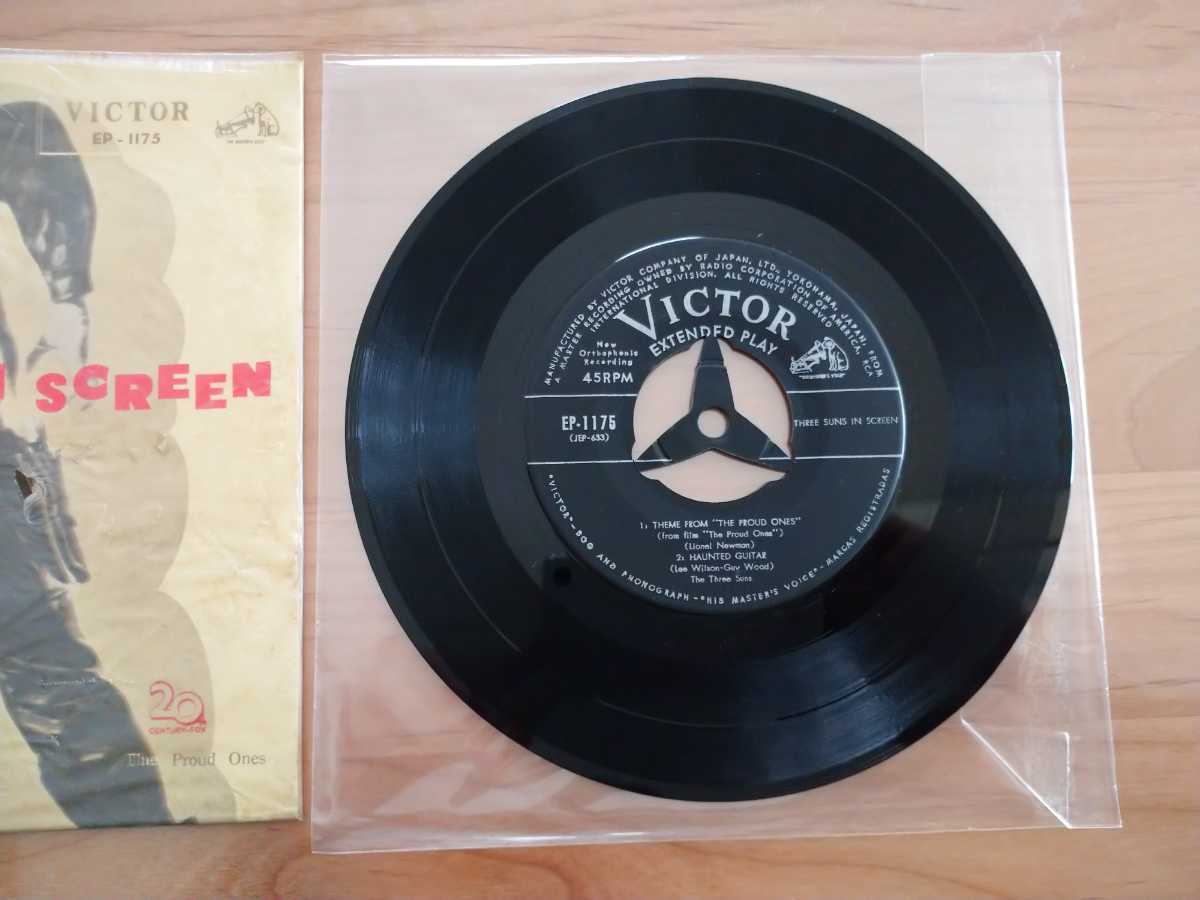 VICTOR
EP - 1175
SCREEN
20
CENTURY-FOX
The Proud Ones
MANUFACTURED BY VICTOR COMPANY OF JAPAN, LTD., YOKOHAMA, JAPAN, FROM
A MASTER RECORDING OWNED BY RADIO CORPORATION OF AMERICA, RCA
INTERNATIONAL DIVISION, ALL RIGHTS RESERVED
VICTOR
EXTENDED PLAY
New
Orthophonic
Recording
45RPM
"HIS MASTER'S VOICE"
EP-1175
(JEP-633)
THREE SUNS IN SCREEN
1: THEME FROM "THE PROUD ONES"
(from film "The Proud Ones")
(Lionel Newman)
2: HAUNTED GUITAR
(Lee Wilson-Guy Wood)
The Three Suns
"VICTOR"-DOG AND PHONOGRAPH-"HIS MASTER'S VOICE"-MARCAS REGISTRADAS